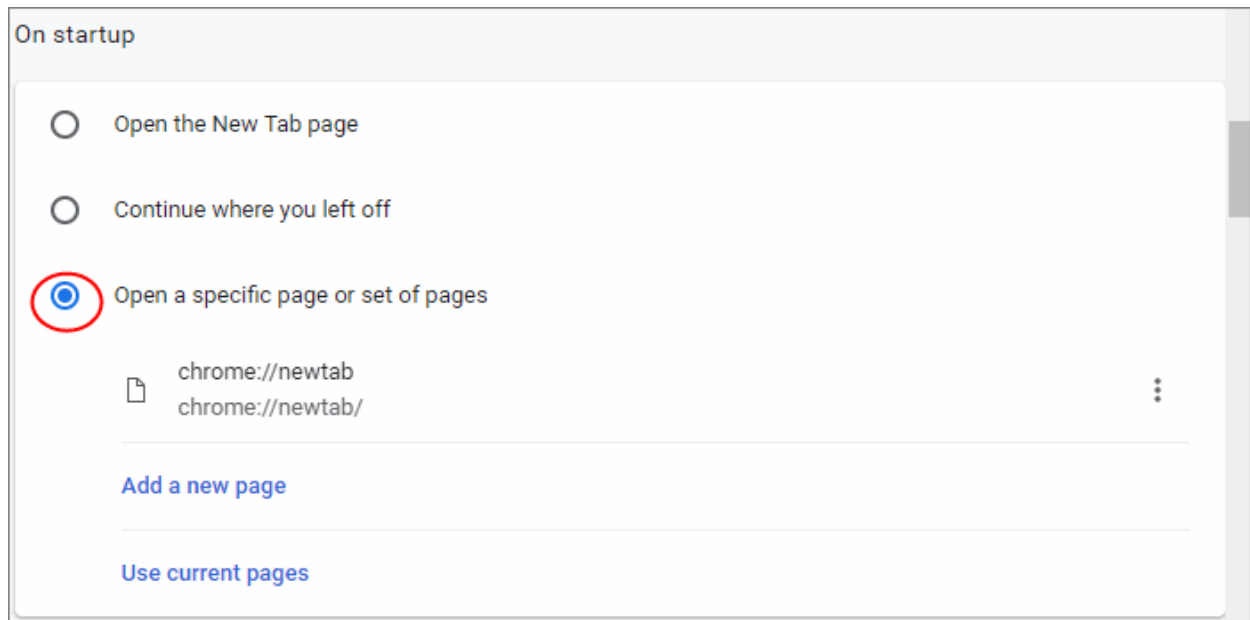 On startup
Open the New Tab page
Continue where you left off
Open a specific page or set of pages
chrome://newtab
chrome://newtab/
Add a new page
Use current pages